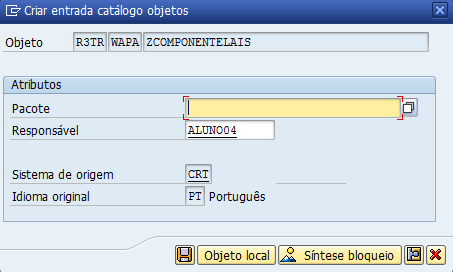 Criar entrada catálogo objetos
Objeto R3TR WAPA ZCOMPONENTELAIS
Atributos
Pacote
Responsável ALUNO04
Sistema de origem CRT
Idioma original PT Português
Objeto local Síntese bloqueio